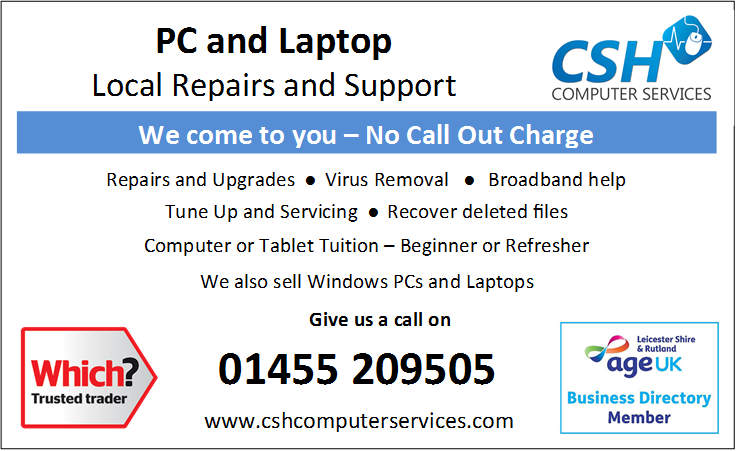 PC and Laptop
Local Repairs and Support
CSH
COMPUTER SERVICES
We come to you – No Call Out Charge
Repairs and Upgrades ● Virus Removal ● Broadband help
Tune Up and Servicing ● Recover deleted files
Computer or Tablet Tuition – Beginner or Refresher
We also sell Windows PCs and Laptops
Give us a call on
01455 209505
www.cshcomputerservices.com
Which?
Trusted trader
Leicester Shire
& Rutland
age UK
Business Directory
Member